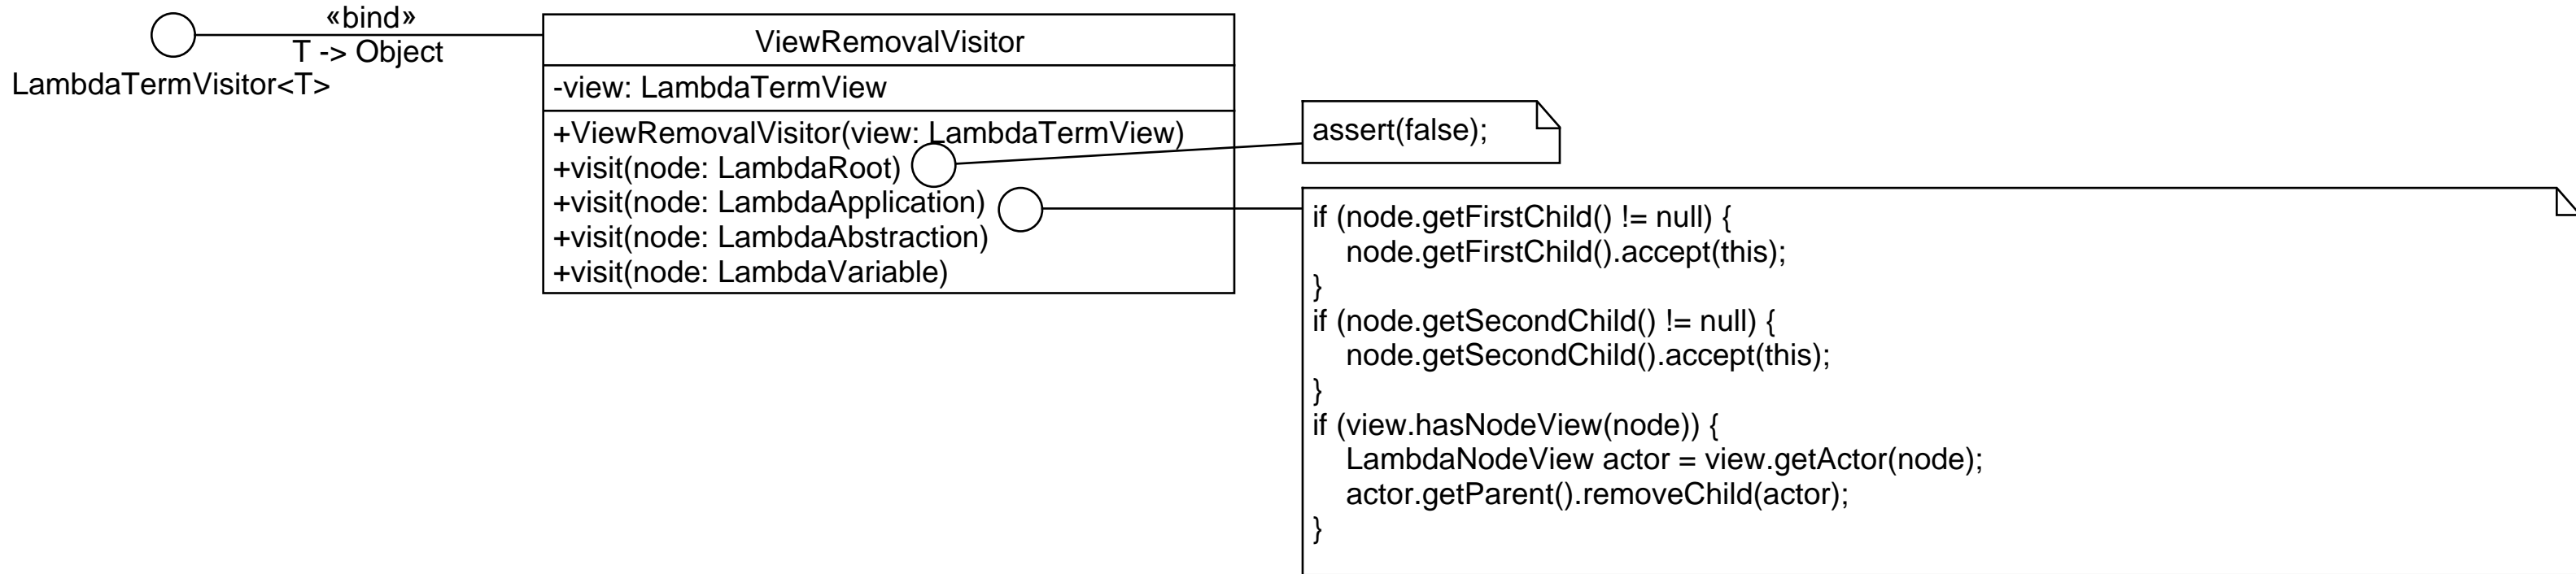 «bind»
T -> Object
LambdaTermVisitor<T>
ViewRemovalVisitor
-view: LambdaTermView
+ViewRemovalVisitor(view: LambdaTermView)
+visit(node: LambdaRoot)
+visit(node: LambdaApplication)
+visit(node: LambdaAbstraction)
+visit(node: LambdaVariable)
assert(false);
if (node.getFirstChild() != null) {
    node.getFirstChild().accept(this);
}
if (node.getSecondChild() != null) {
    node.getSecondChild().accept(this);
}
if (view.hasNodeView(node)) {
    LambdaNodeView actor = view.getActor(node);
    actor.getParent().removeChild(actor);
}